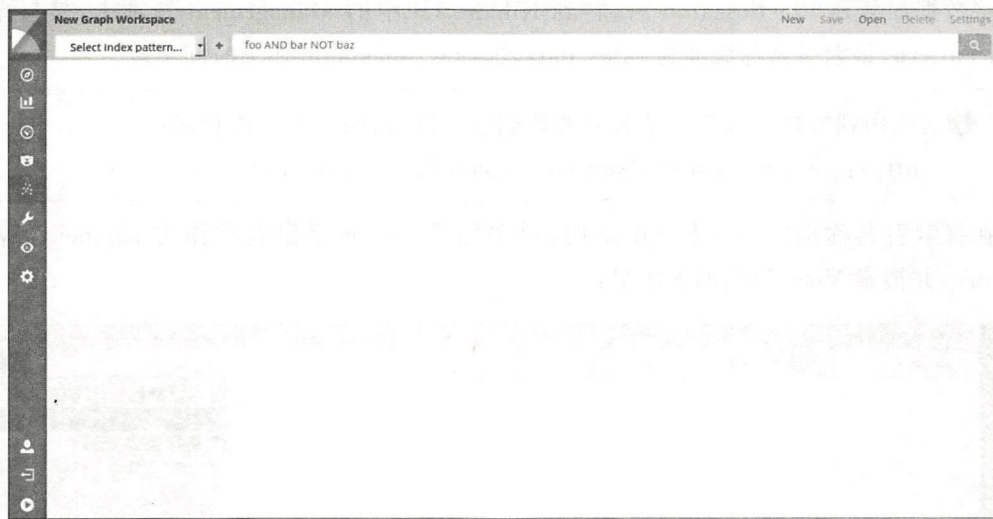 New Graph Workspace
New Save Open Delete Settings
Select index pattern...
foo AND bar NOT baz